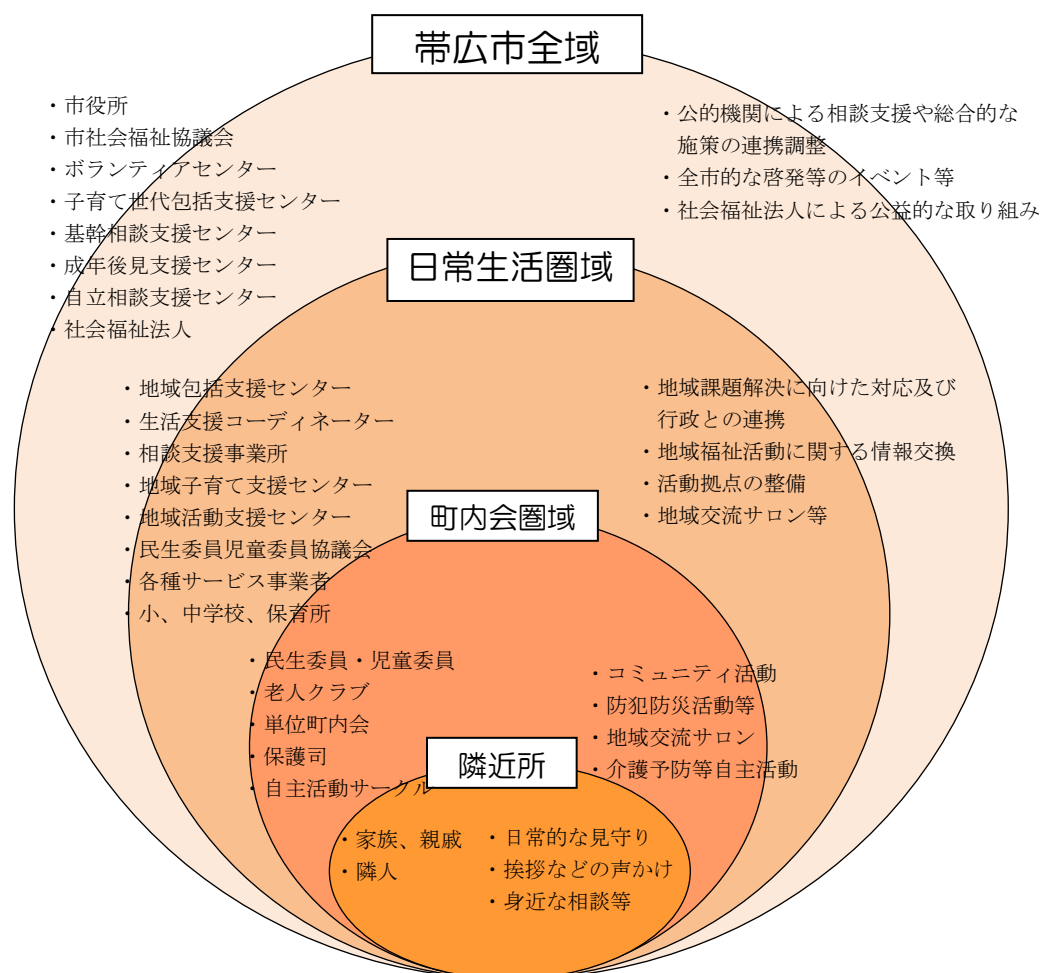 帯広市全域
・市役所
・市社会福祉協議会
・ボランティアセンター
・子育て世代包括支援センター
・基幹相談支援センター
・成年後見支援センター
・自立相談支援センター
・社会福祉法人
・公的機関による相談支援や総合的な
施策の連携調整
・全市的な啓発等のイベント等
・社会福祉法人による公益的な取り組み
日常生活圏域
・地域包括支援センター
・生活支援コーディネーター
・相談支援事業所
・地域子育て支援センター
・地域活動支援センター
・民生委員児童委員協議会
・各種サービス事業者
・小、中学校、保育所
・地域課題解決に向けた対応及び
行政との連携
・地域福祉活動に関する情報交換
・活動拠点の整備
・地域交流サロン等
町内会圏域
・民生委員・児童委員
・老人クラブ
・単位町内会
・保護司
・自主活動サークル
・コミュニティ活動
・防犯防災活動等
・地域交流サロン
・介護予防等自主活動
隣近所
・家族、親戚
・隣人
・日常的な見守り
・挨拶などの声かけ
・身近な相談等